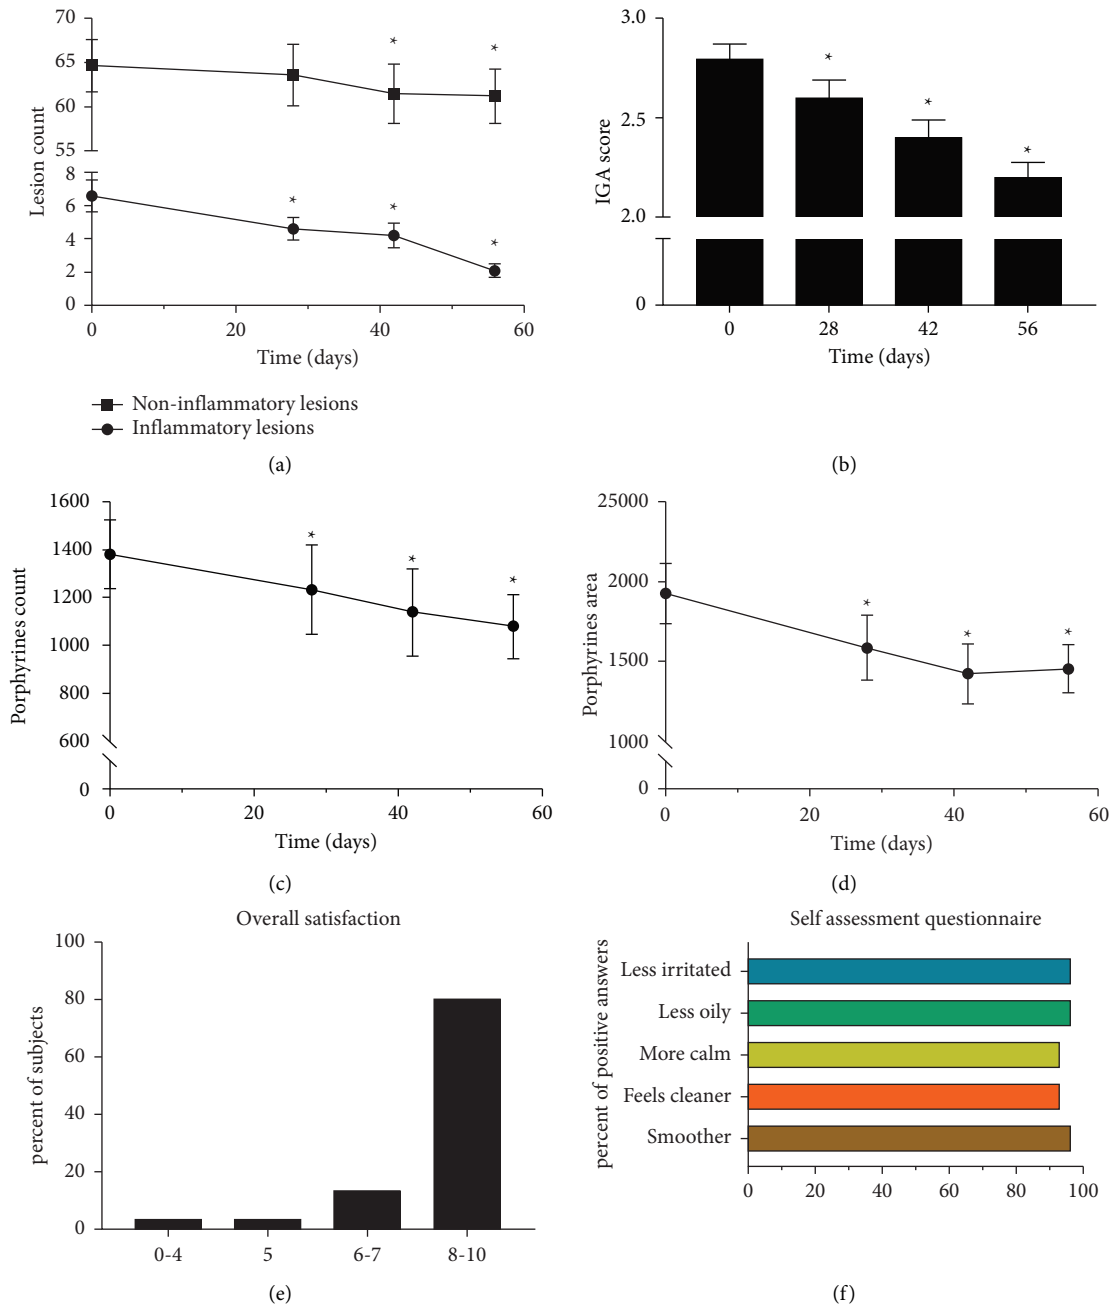 70
65
60
55
8
6
4
2
0
Lesion count
*
*
*
*
*
0
20
40
60
Time (days)
Non-inflammatory lesions
Inflammatory lesions
(a)
3.0
2.5
2.0
0
IGA score
*
*
*
0
28
42
56
Time (days)
(b)
1600
1400
1200
1000
800
600
0
Porphyrines count
*
*
*
0
20
40
60
Time (days)
(c)
25000
2000
1500
1000
0
Porphyrines area
*
*
*
0
20
40
60
Time (days)
(d)
Overall satisfaction
100
80
60
40
20
0
percent of subjects
0-4
5
6-7
8-10
(e)
Self assessment questionnaire
percent of positive answers
Less irritated
Less oily
More calm
Feels cleaner
Smoother
0
20
40
60
80
100
(f)